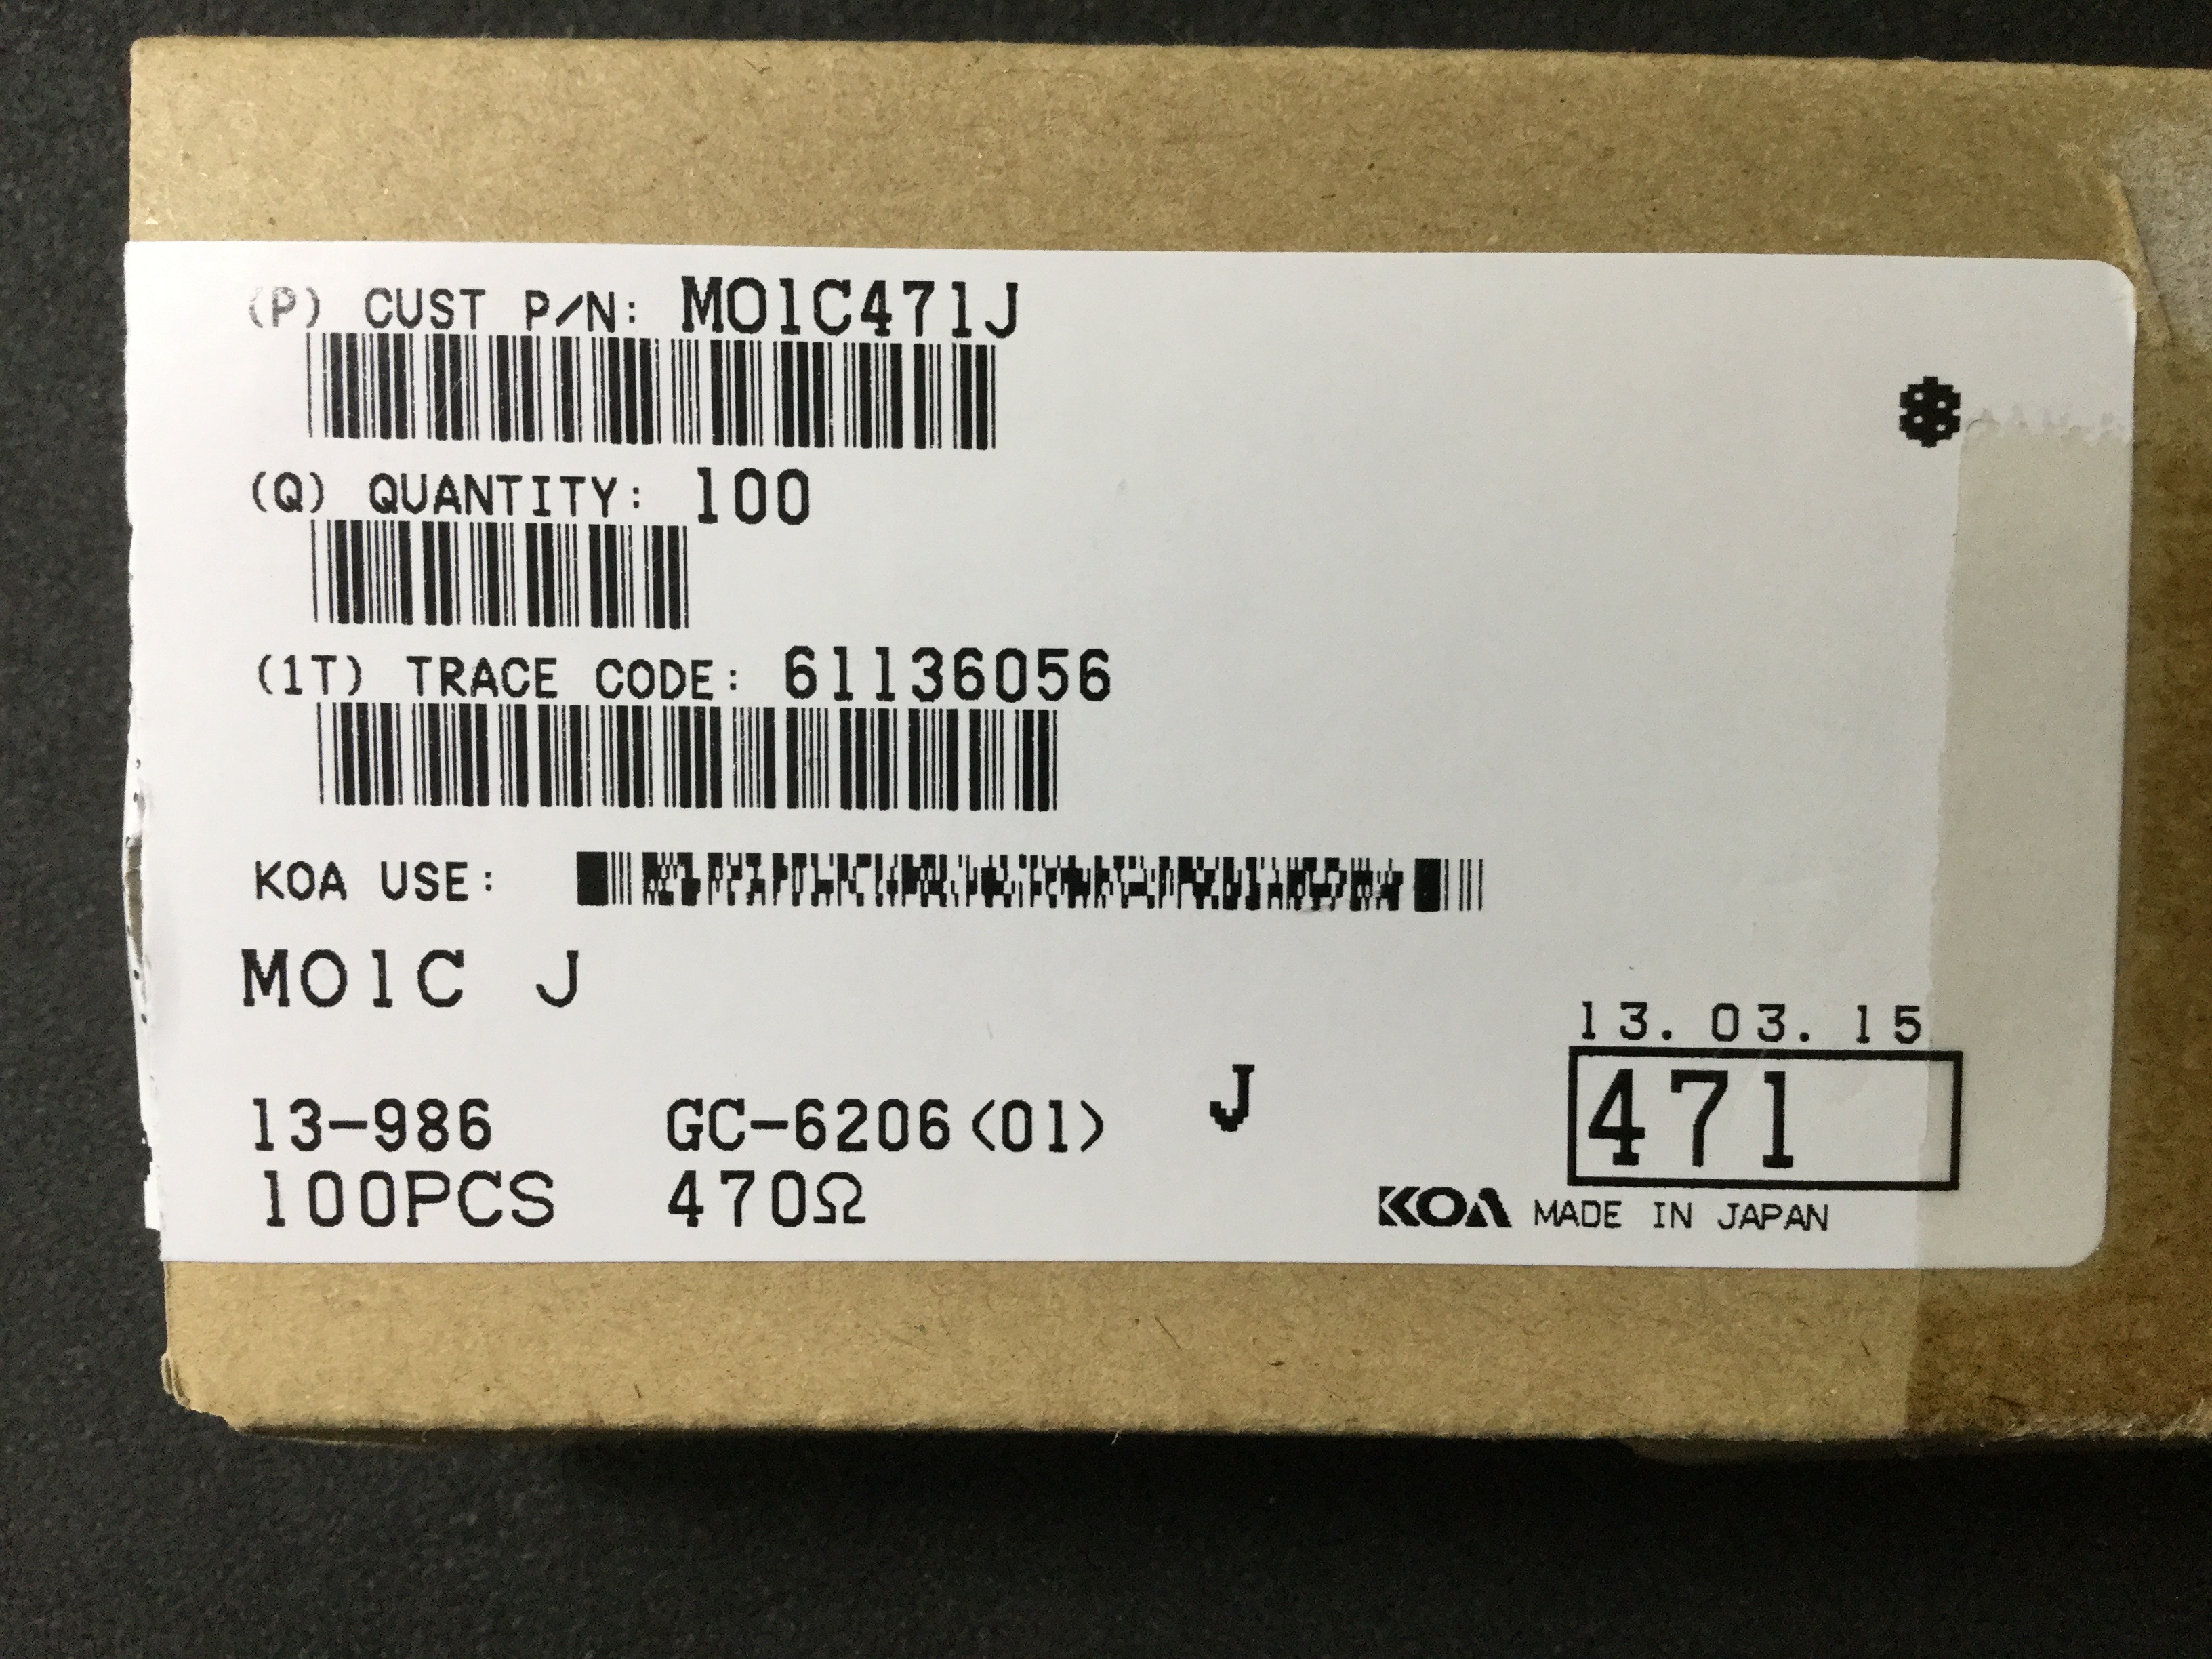 (P) CUST P/N: MO1C471J
*
(Q) QUANTITY: 100
(1T) TRACE CODE: 61136056
KOA USE:
MO1C J
13.03.15
13-986 GC-6206<01> J 471
100PCS 470Ω
KOA MADE IN JAPAN